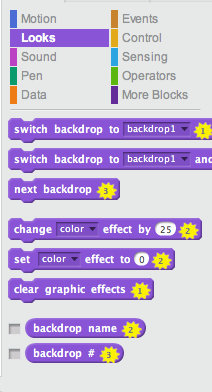 Motion Events
Looks Control
Sound Sensing
Pen Operators
Data More Blocks
switch backdrop to backdrop1 1
switch backdrop to backdrop1 and
next backdrop 3
change color effect by 25 2
set color effect to 0 2
clear graphic effects 1
backdrop name 2
backdrop # 3